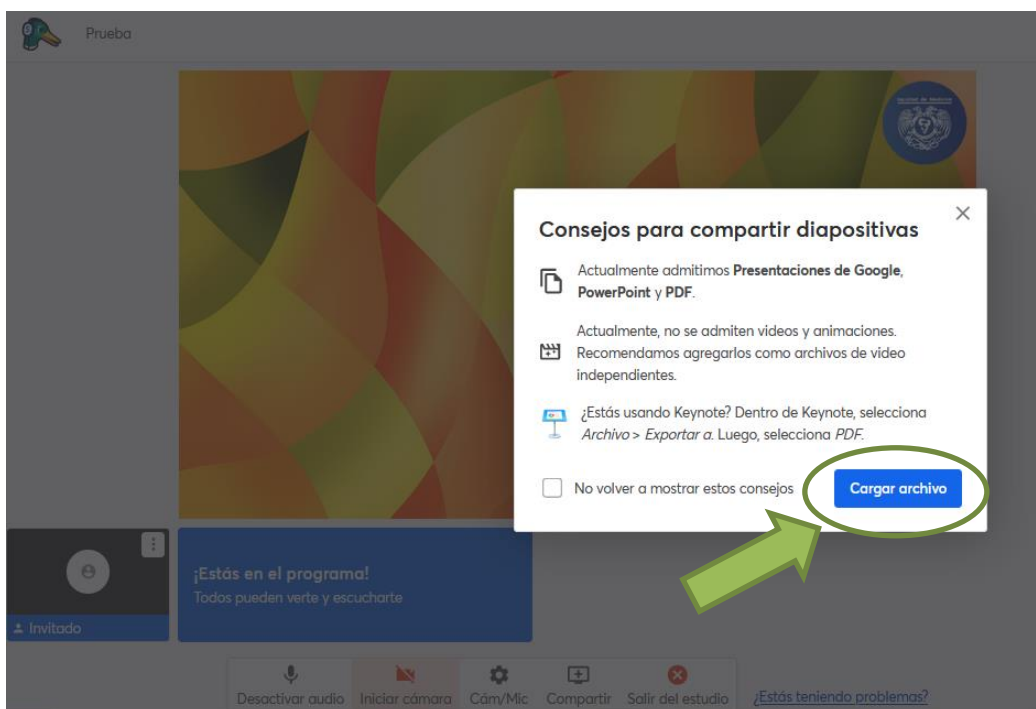 Prueba
Consejos para compartir diapositivas
Actualmente admitimos Presentaciones de Google,
PowerPoint y PDF.
Actualmente, no se admiten videos y animaciones.
Recomendamos agregarlos como archivos de video
independientes.
¿Estás usando Keynote? Dentro de Keynote, selecciona
Archivo > Exportar a. Luego, selecciona PDF.
No volver a mostrar estos consejos
Cargar archivo
¡Estás en el programa!
Todos pueden verte y escucharte
Invitado
Desactivar audio Iniciar cámara Cám/Mic Compartir Salir del estudio ¿Estás teniendo problemas?